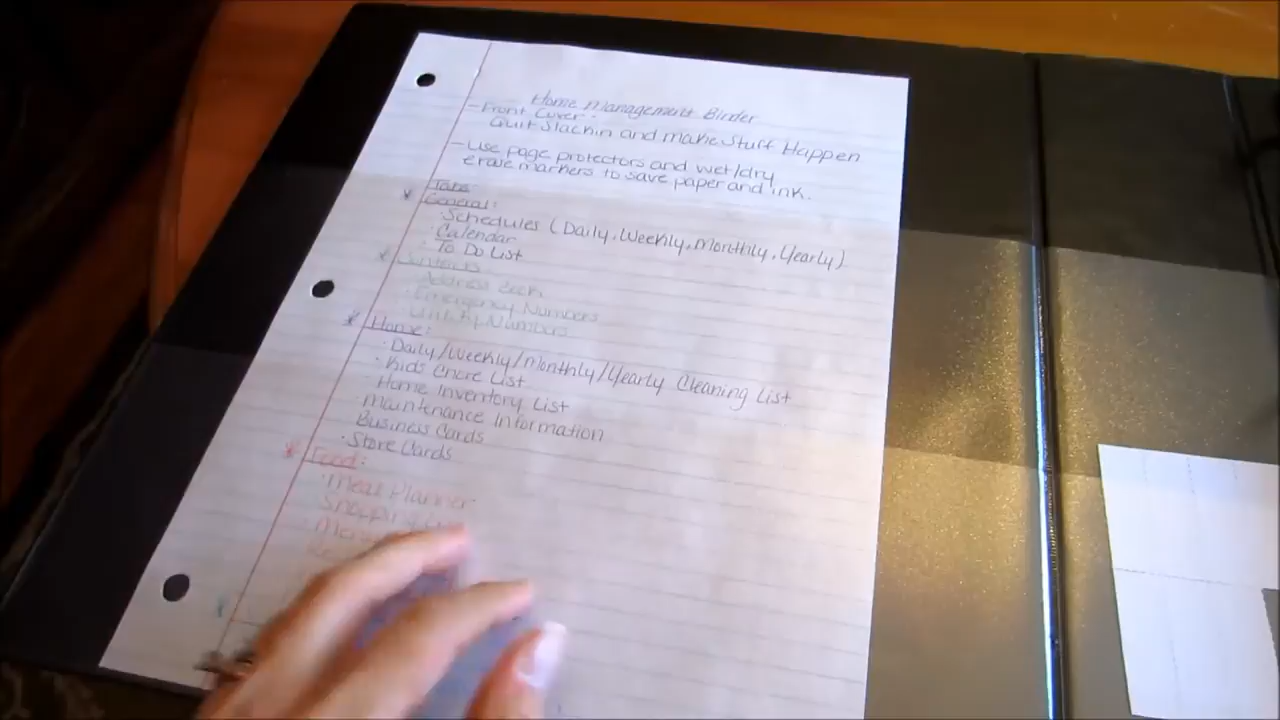 Home Management Binder
- Front Cover -
Quit Slackin and make Stuff Happen
- Use page protectors and wet/dry
erase markers to save paper and ink.
Tabs:
* General:
· Schedules (Daily, Weekly, Monthly, Yearly)
· Calendar
· To Do List
* Contacts
· Address Book
· Emergency Numbers
· Utility Numbers
* Home:
· Daily/Weekly/Monthly/Yearly Cleaning List
· Kids Chore List
· Home Inventory List
· Maintenance Information
Business Cards
· Store Cards
* Food:
· Meal Planner
Shopping